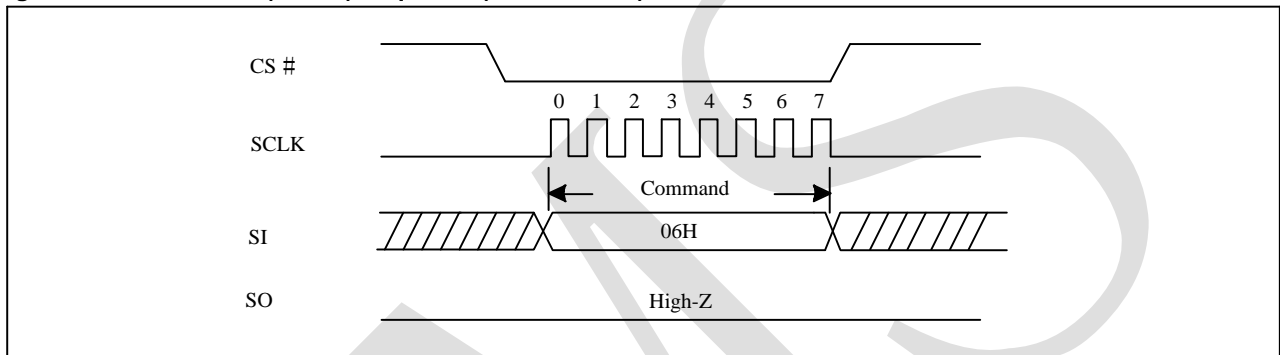 CS #
0 1 2 3 4 5 6 7
SCLK
Command
SI
06H
SO
High-Z